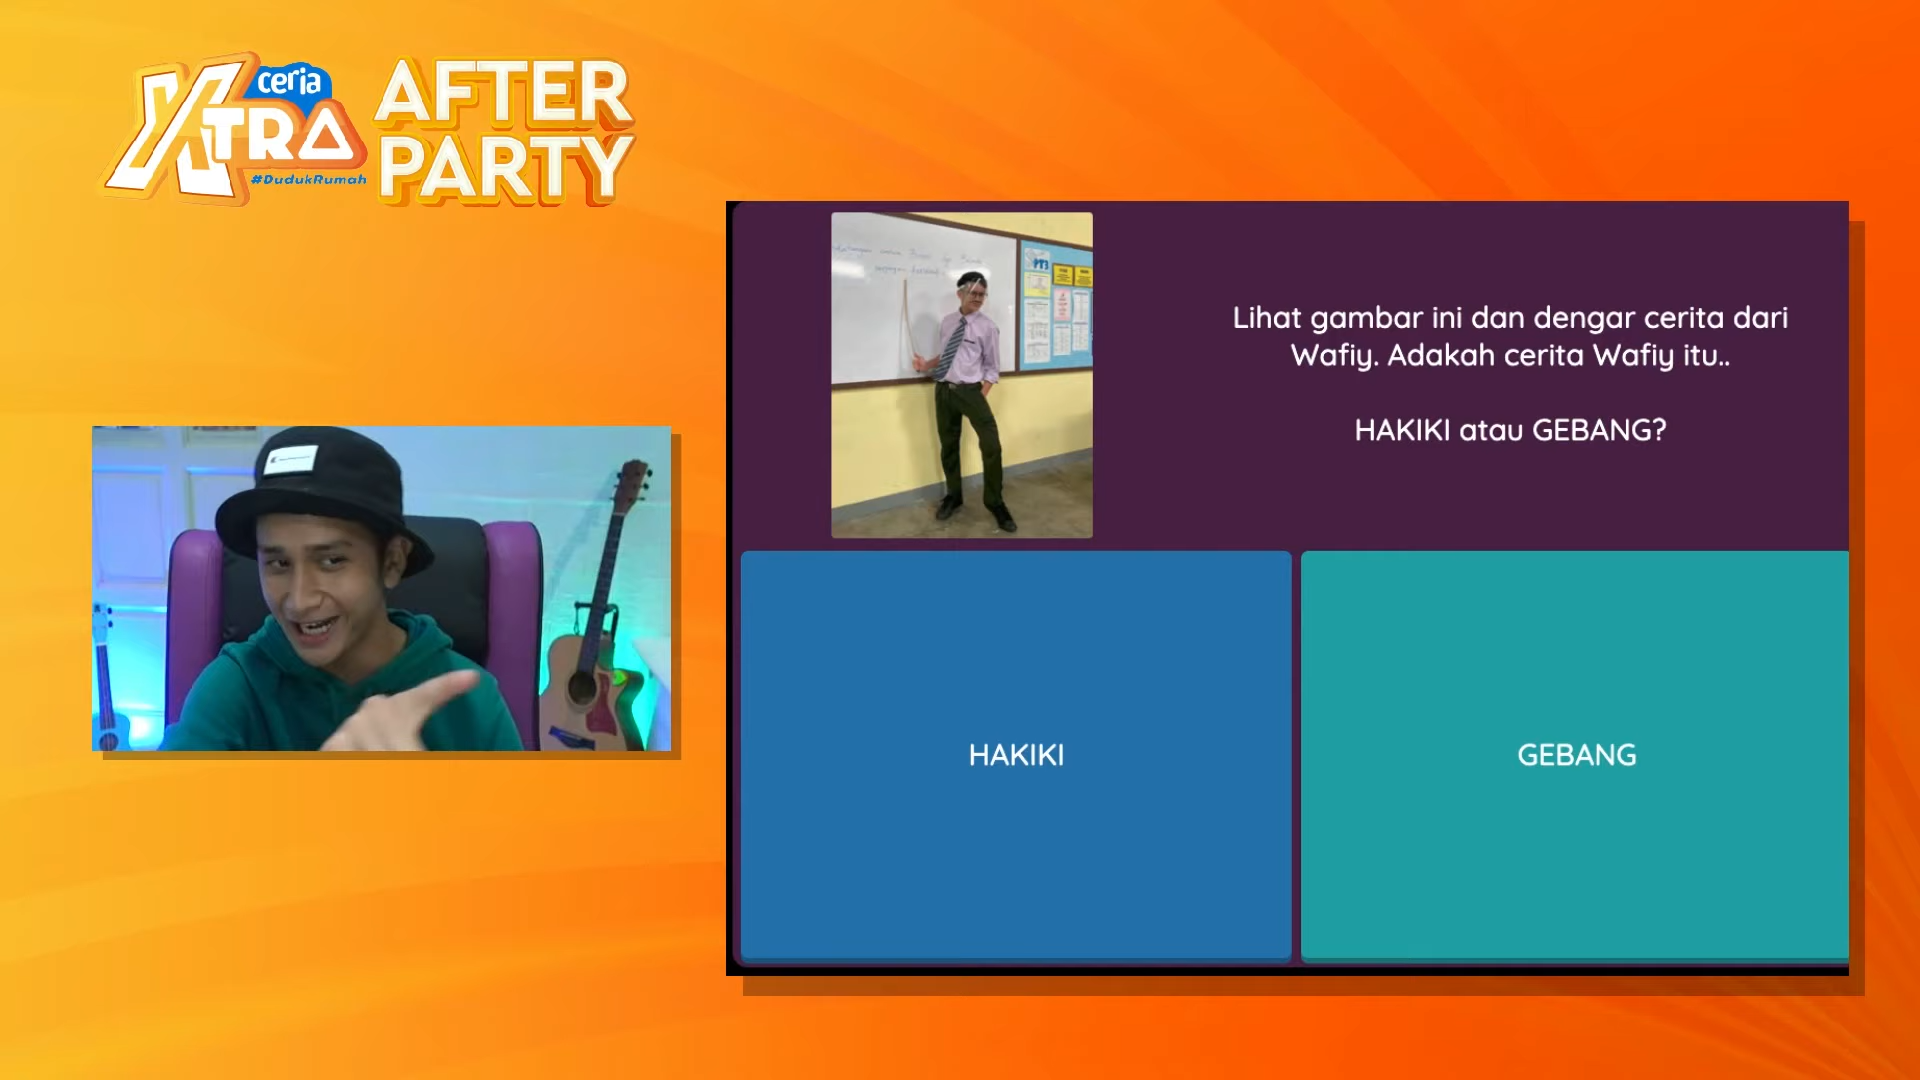 Xtra ceria
#DudukRumah
AFTER
PARTY
PT3
Lihat gambar ini dan dengar cerita dari
Wafiy. Adakah cerita Wafiy itu..
HAKIKI atau GEBANG?
HAKIKI
GEBANG